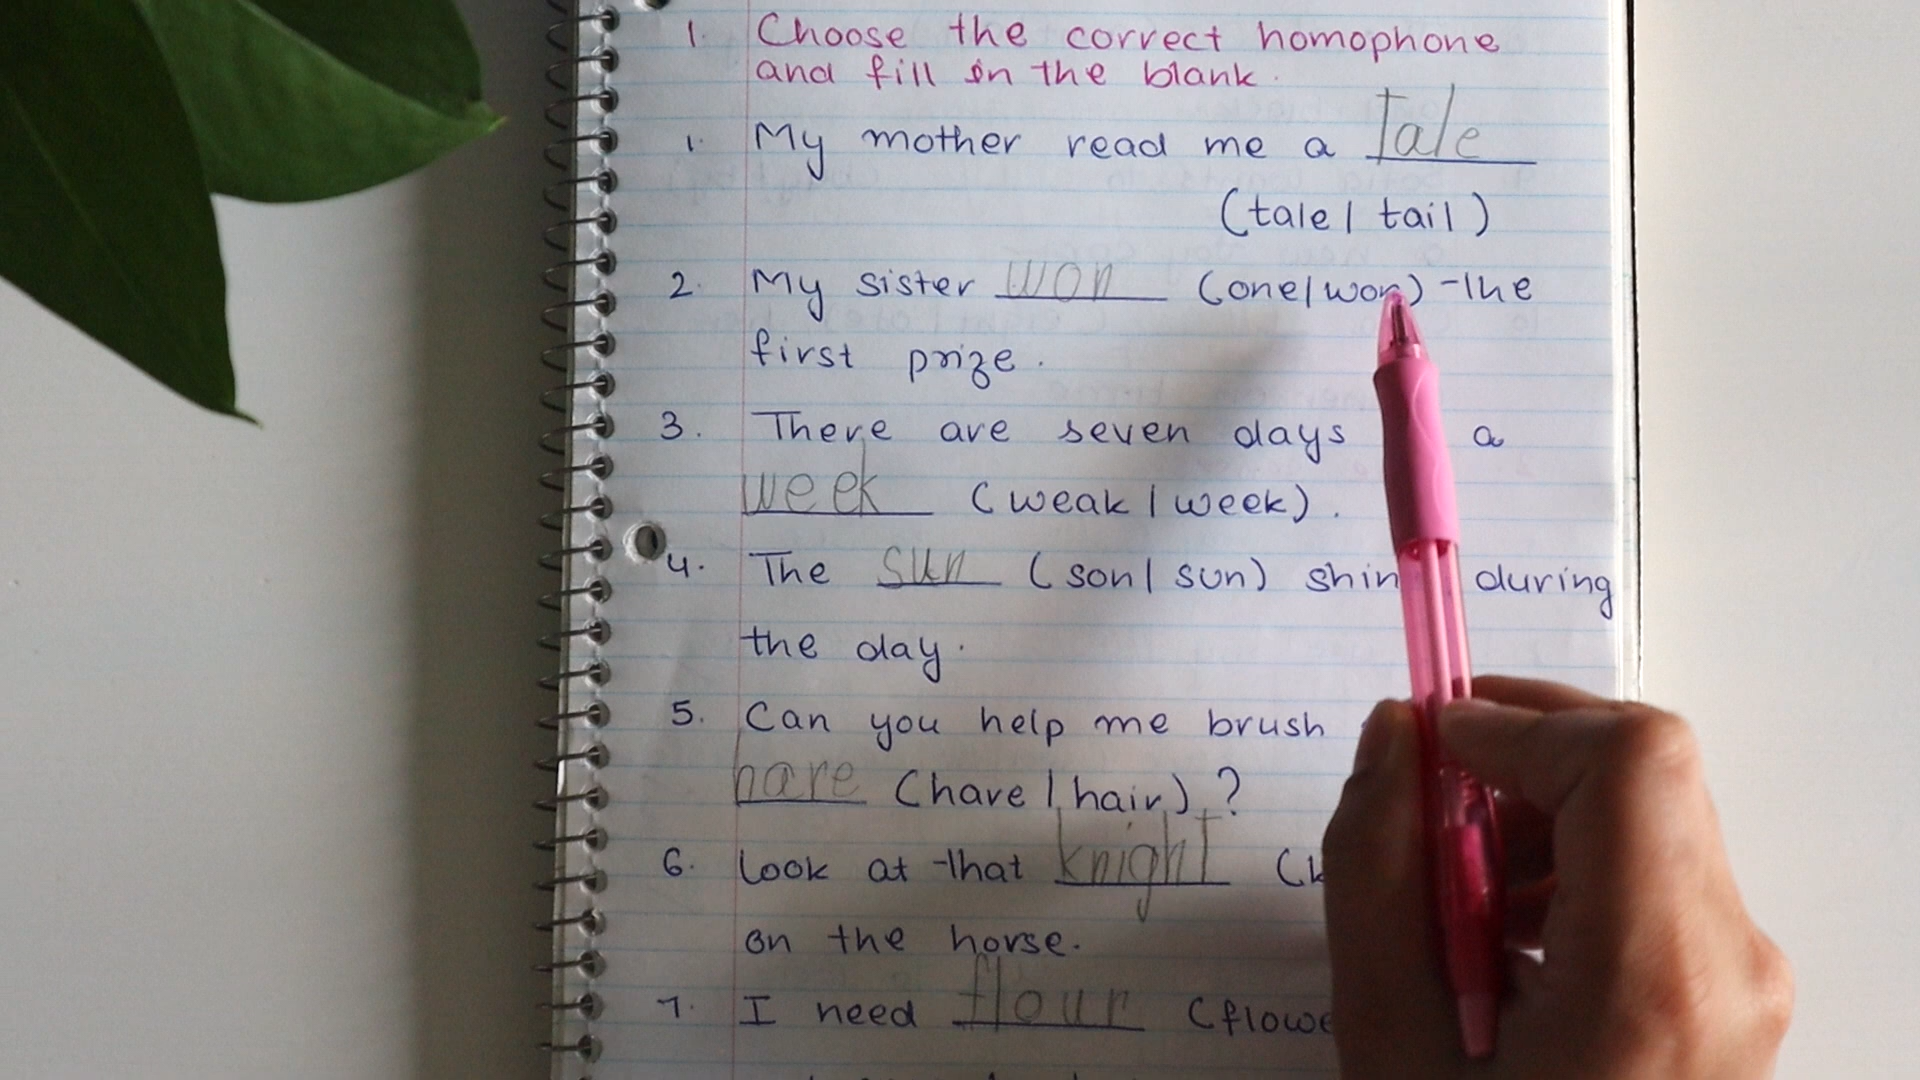 1. Choose the correct homophone
and fill in the blank.
1. My mother read me a tale
(tale / tail)
2. My sister won (one/won) the
first prize.
3. There are seven days a
week (weak / week).
4. The sun (son / sun) during
the day.
5. Can you help me brush
hare (hare / hair) ?
6. Look at that knight
on the horse.
7. I need flour